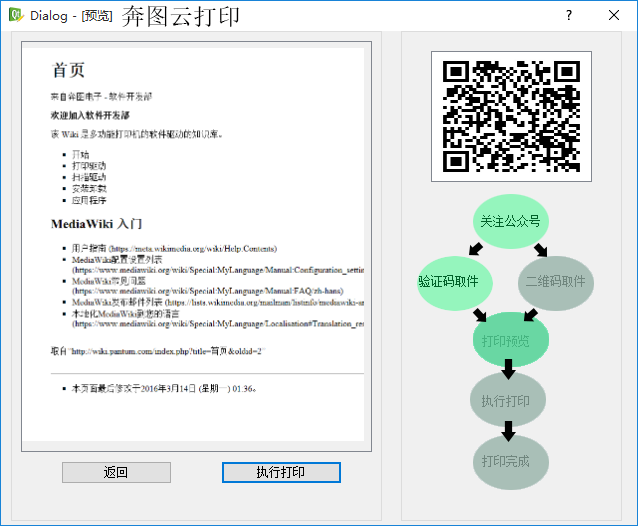 Dialog - [预览] 奔图云打印
首页
来自奔图电子 - 软件开发部
欢迎加入软件开发部
该 Wiki 是多功能打印机的软件驱动的知识库。
开始
打印驱动
扫描驱动
安装卸载
应用程序
MediaWiki 入门
用户指南 (https://meta.wikimedia.org/wiki/Help:Contents)
MediaWiki配置设置列表
(https://www.mediawiki.org/wiki/Special:MyLanguage/Manual:Configuration_settin
MediaWiki常见问题
(https://www.mediawiki.org/wiki/Special:MyLanguage/Manual:FAQ/zh-hans)
MediaWiki发布邮件列表 (https://lists.wikimedia.org/mailman/listinfo/mediawiki-an
本地化MediaWiki到您的语言
(https://www.mediawiki.org/wiki/Special:MyLanguage/Localisation#Translation_res
取自"http://wiki.pantum.com/index.php?title=首页&oldid=2"
本页面最后修改于2016年3月14日 (星期一) 01:36。
返回
执行打印
关注公众号
验证码取件
二维码取件
打印预览
执行打印
打印完成